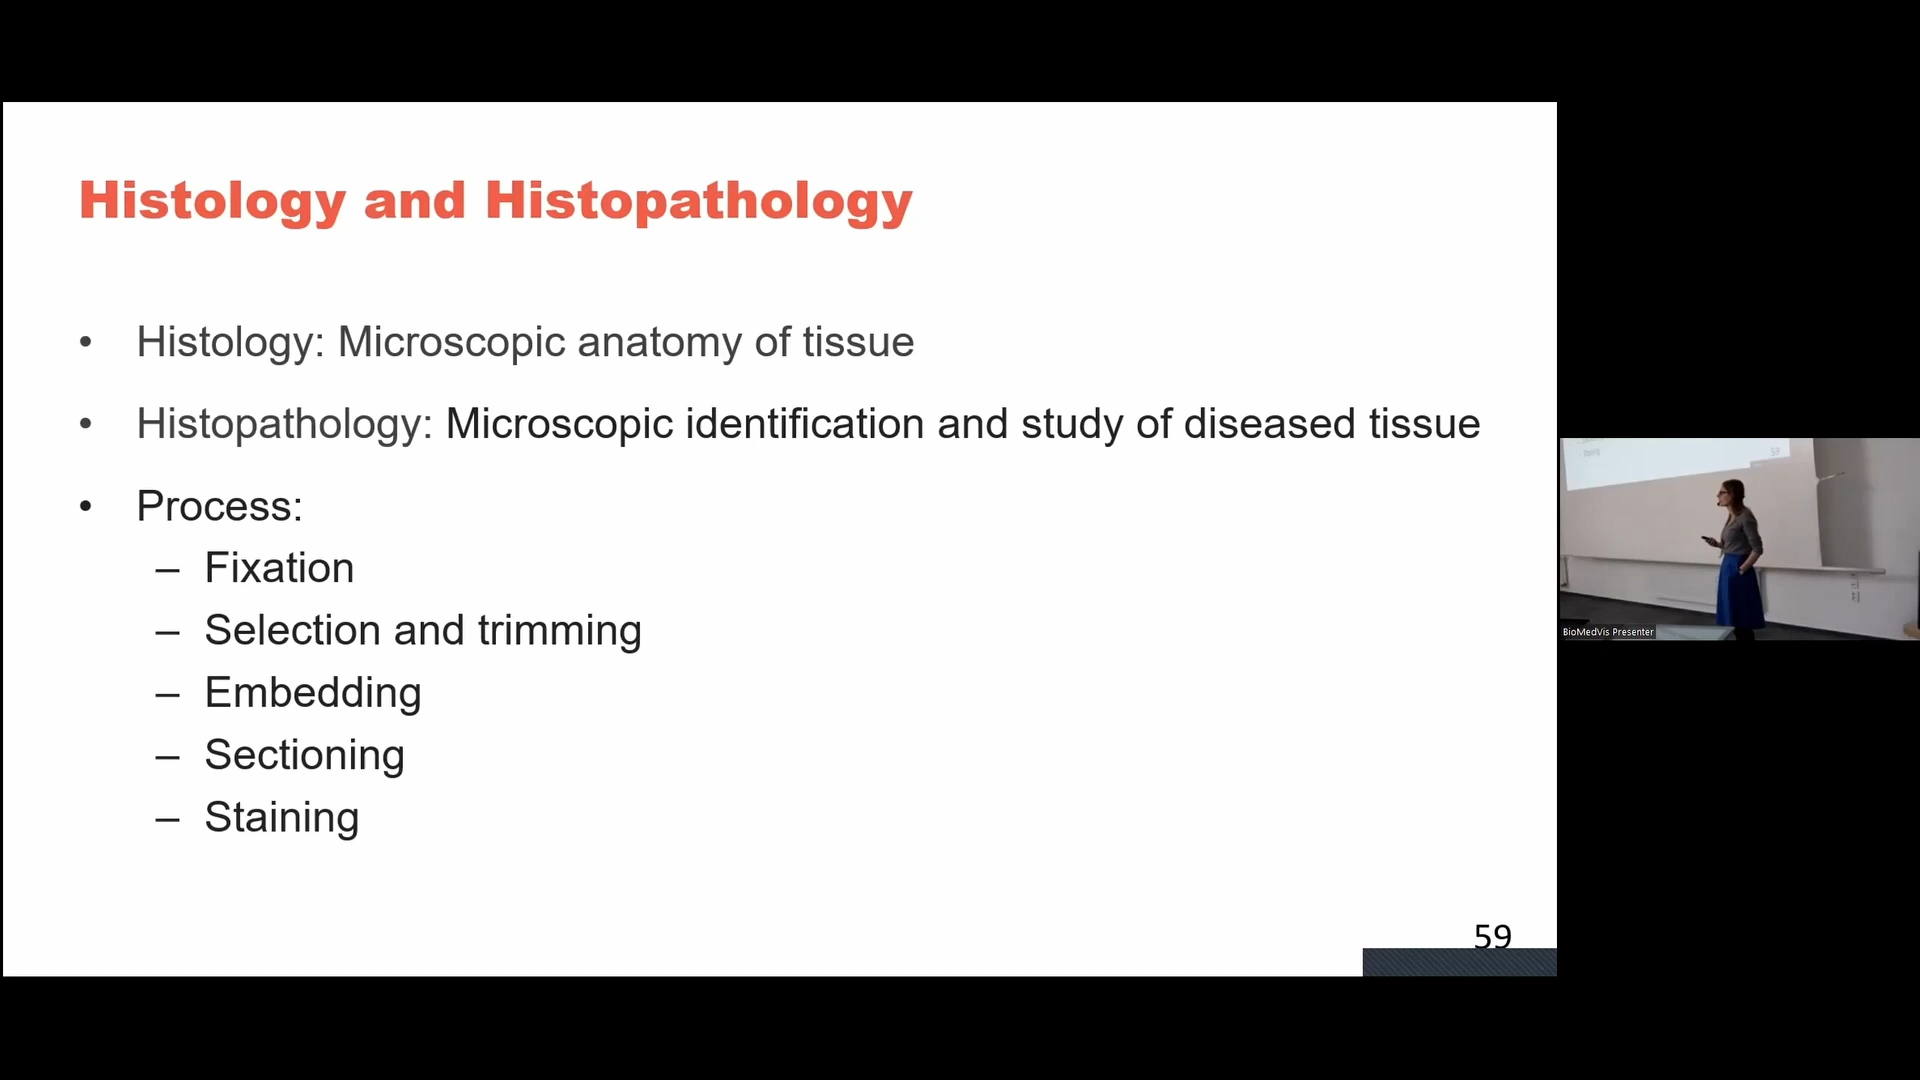 Histology and Histopathology
• Histology: Microscopic anatomy of tissue
• Histopathology: Microscopic identification and study of diseased tissue
• Process:
– Fixation
– Selection and trimming
– Embedding
– Sectioning
– Staining
59
59
BioMedVis Presenter